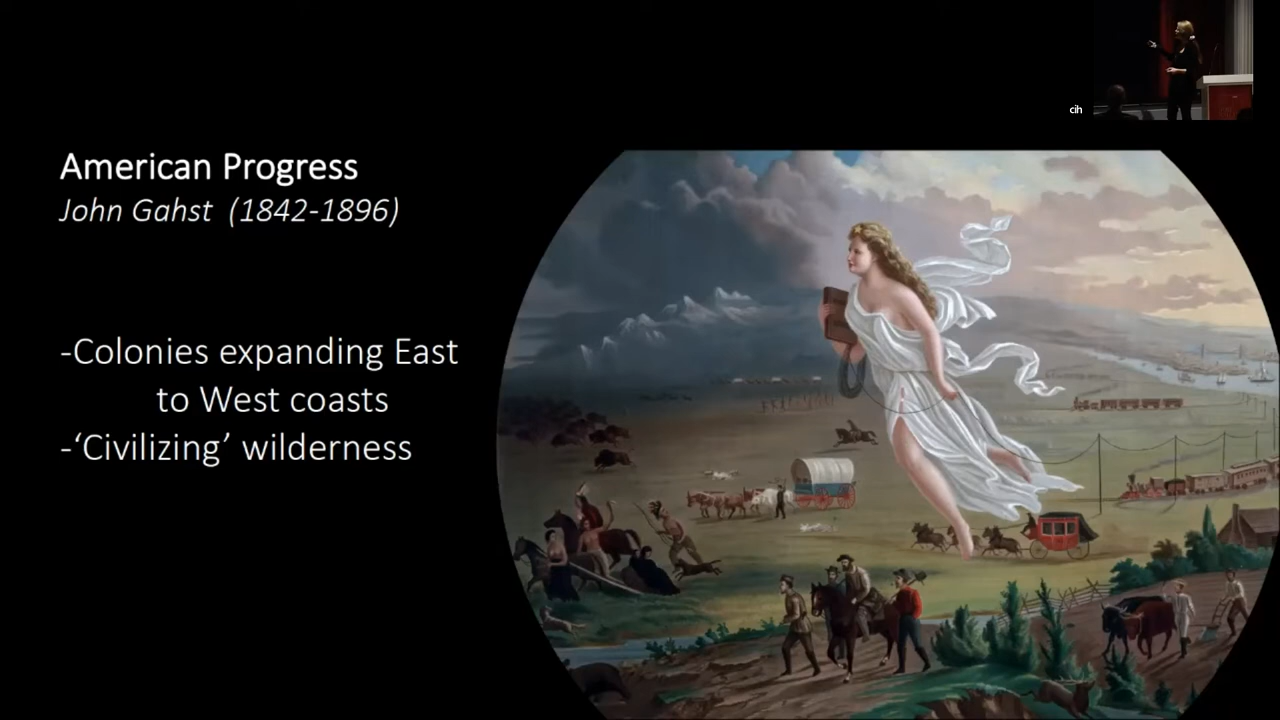 cih
American Progress
John Gahst (1842-1896)
-Colonies expanding East
to West coasts
-‘Civilizing’ wilderness